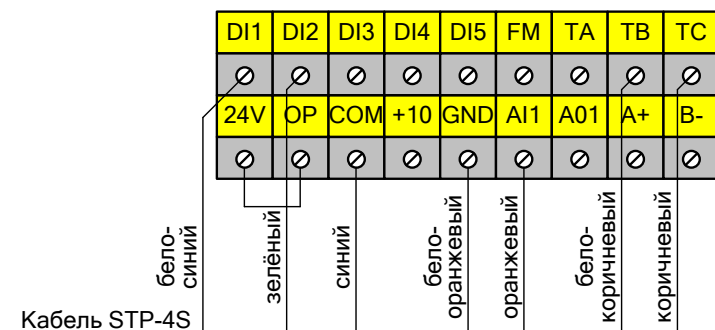 DI1 DI2 DI3 DI4 DI5 FM TA TB TC
24V OP COM +10 GND AI1 A01 A+ B-
бело-
синий
зелёный
синий
бело-
оранжевый
оранжевый
бело-
коричневый
коричневый
Кабель STP-4S